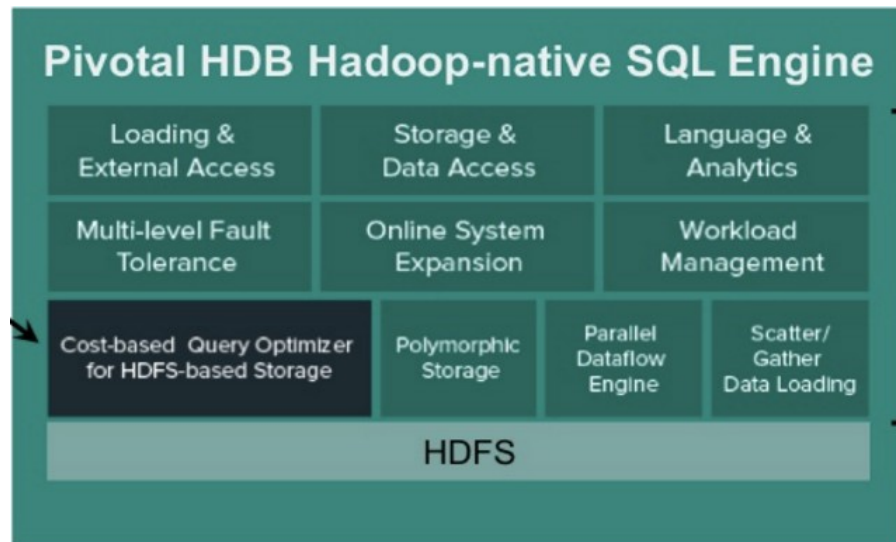 Pivotal HDB Hadoop-native SQL Engine
Loading &
External Access
Storage &
Data Access
Language &
Analytics
Multi-level Fault
Tolerance
Online System
Expansion
Workload
Management
Cost-based Query Optimizer
for HDFS-based Storage
Polymorphic
Storage
Parallel
Dataflow
Engine
Scatter/
Gather
Data Loading
HDFS